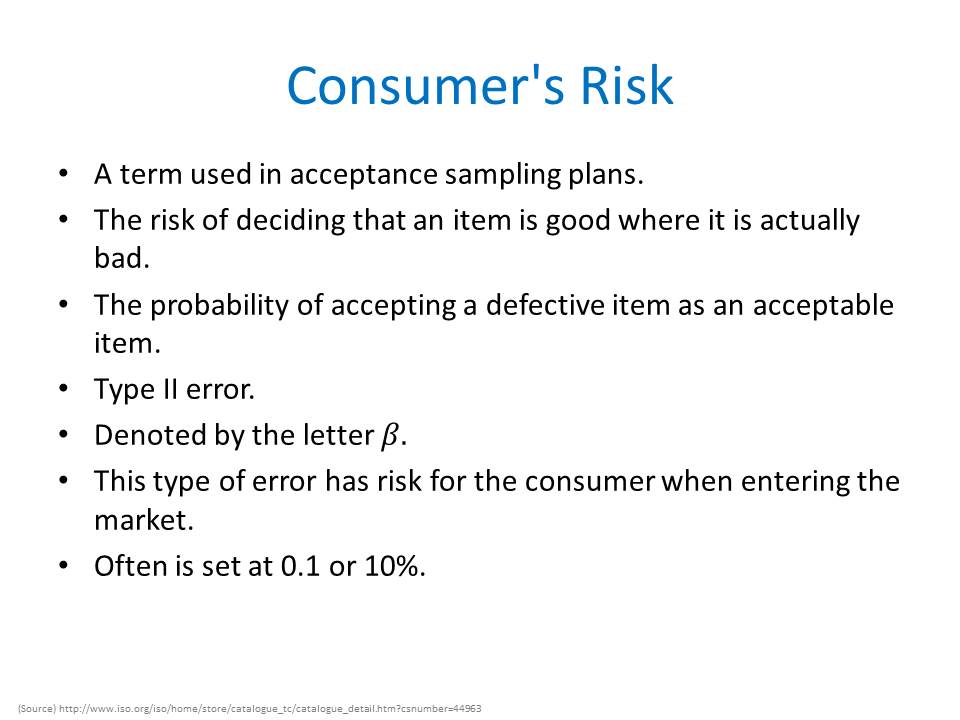 Consumer's Risk
• A term used in acceptance sampling plans.
• The risk of deciding that an item is good where it is actually
bad.
• The probability of accepting a defective item as an acceptable
item.
• Type II error.
• Denoted by the letter 𝛽.
• This type of error has risk for the consumer when entering the
market.
• Often is set at 0.1 or 10%.
(Source) http://www.iso.org/iso/home/store/catalogue_tc/catalogue_detail.htm?csnumber=44963